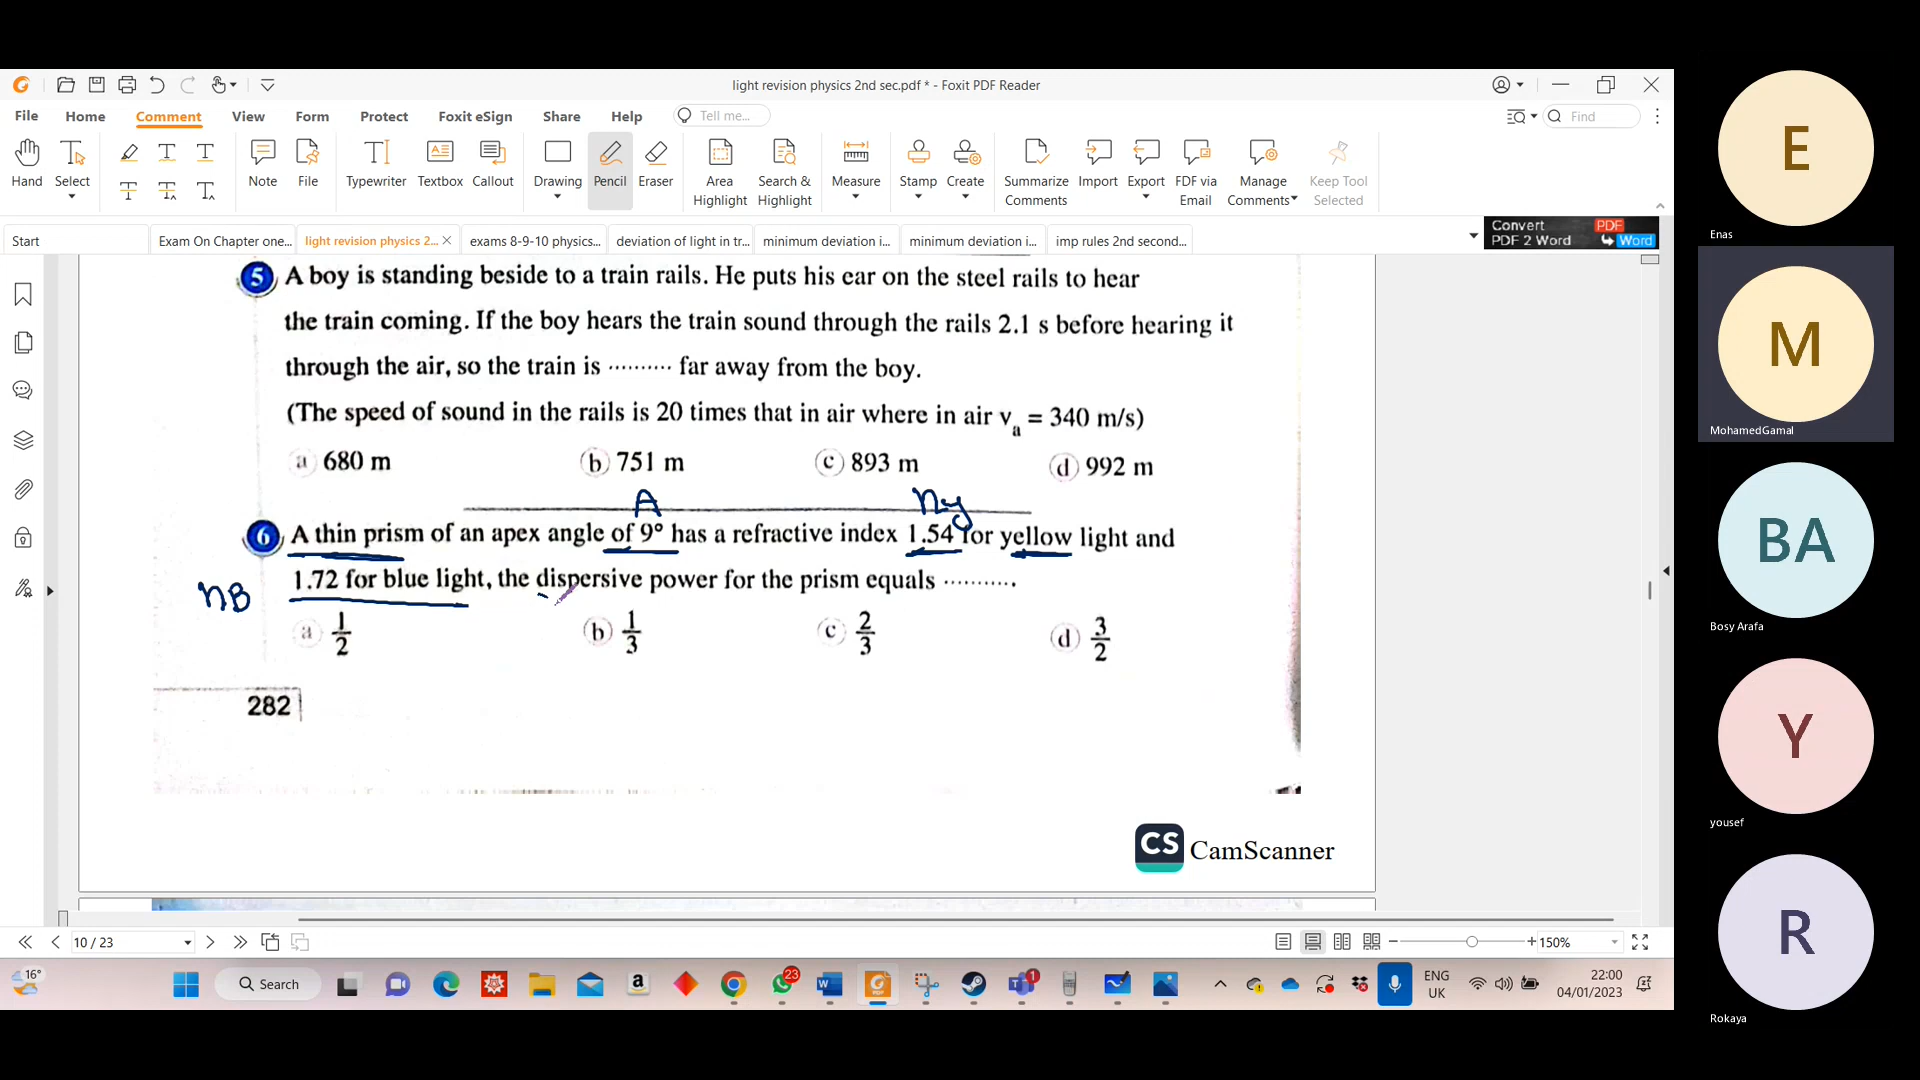 light revision physics 2nd sec.pdf * - Foxit PDF Reader
File Home Comment View Form Protect Foxit eSign Share Help Tell me... Find
Hand Select Note File Typewriter Textbox Callout Drawing Pencil Eraser Area Highlight Search & Highlight Measure Stamp Create Summarize Comments Import Export FDF via Email Manage Comments Keep Tool Selected
Start Exam On Chapter one... light revision physics 2... exams 8-9-10 physics... deviation of light in tr... minimum deviation i... minimum deviation i... imp rules 2nd second...
Convert PDF
PDF 2 Word Word
5 A boy is standing beside to a train rails. He puts his ear on the steel rails to hear
the train coming. If the boy hears the train sound through the rails 2.1 s before hearing it
through the air, so the train is .......... far away from the boy.
(The speed of sound in the rails is 20 times that in air where in air va = 340 m/s)
a 680 m b 751 m c 893 m d 992 m
A ny
6 A thin prism of an apex angle of 9° has a refractive index 1.54 for yellow light and
nB 1.72 for blue light, the dispersive power for the prism equals ..........
a 1/2 b 1/3 c 2/3 d 3/2
282
CS CamScanner
10 / 23
150%
16°
Search
23
1
ENG
UK
22:00
04/01/2023
E
Enas
M
MohamedGamal
BA
Bosy Arafa
Y
yousef
R
Rokaya